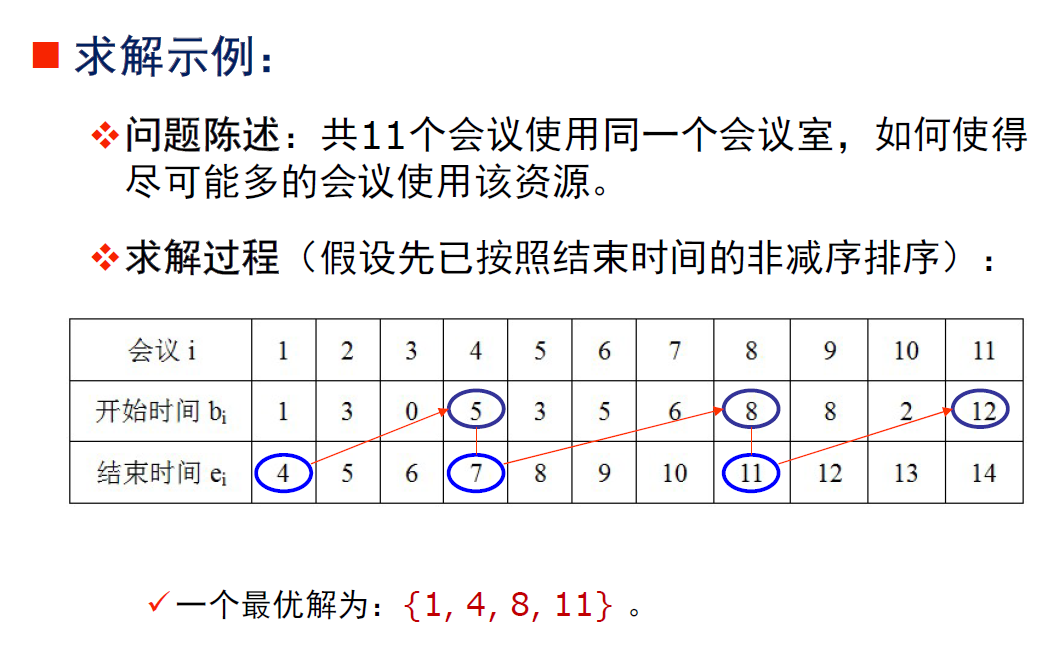 求解示例：
问题陈述：共11个会议使用同一个会议室，如何使得
尽可能多的会议使用该资源。
求解过程（假设先已按照结束时间的非减序排序）：
会议 i 1 2 3 4 5 6 7 8 9 10 11
开始时间 bi 1 3 0 5 3 5 6 8 8 2 12
结束时间 ei 4 5 6 7 8 9 10 11 12 13 14
一个最优解为：{1, 4, 8, 11} 。